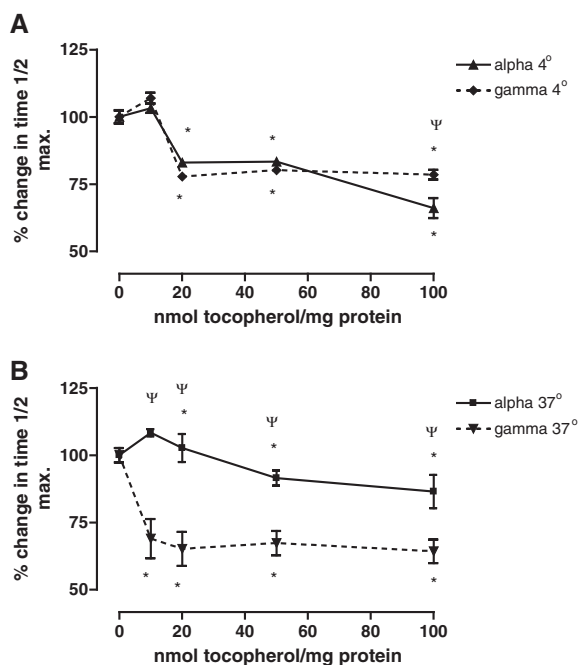 A
% change in time 1/2
max.
125
100
75
50
* * Ψ
*
* * *
0 20 40 60 80 100
nmol tocopherol/mg protein
alpha 4°
gamma 4°
B
% change in time 1/2
max.
125
100
75
50
Ψ Ψ Ψ Ψ
* * *
* * * *
0 20 40 60 80 100
nmol tocopherol/mg protein
alpha 37°
gamma 37°